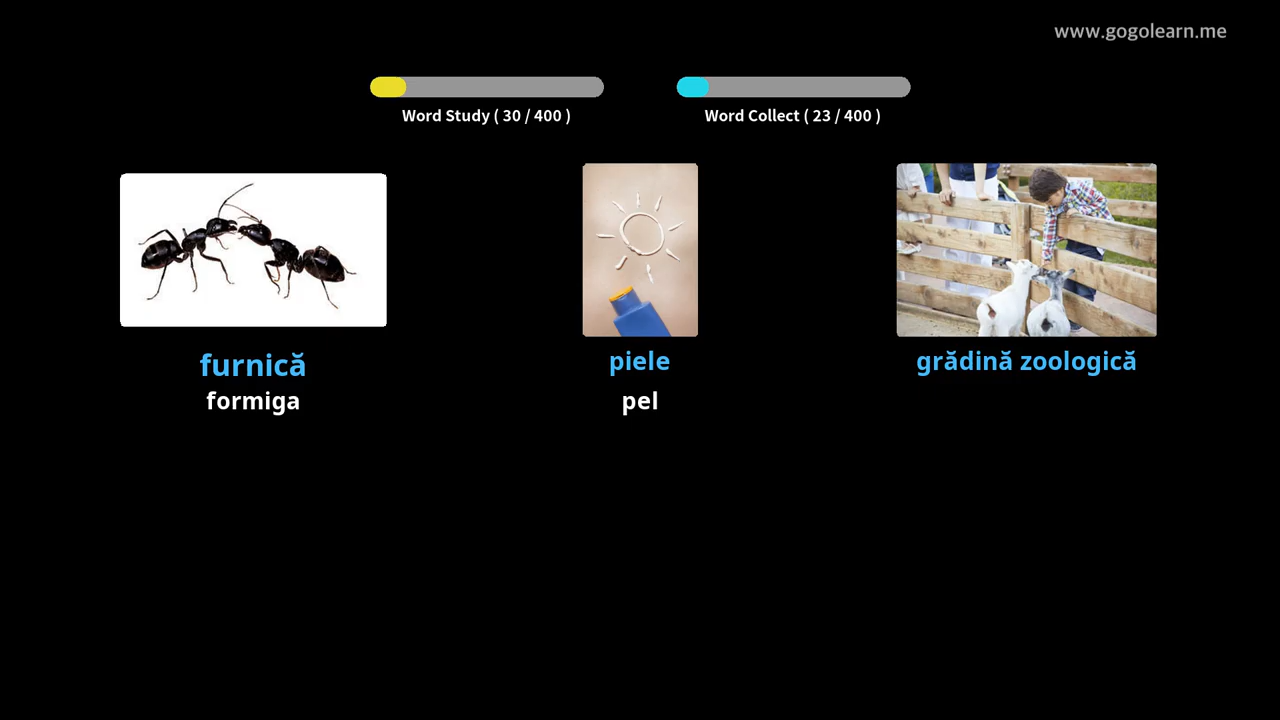 www.gogolearn.me
Word Study ( 30 / 400 )
Word Collect ( 23 / 400 )
furnică
formiga
piele
pel
grădină zoologică